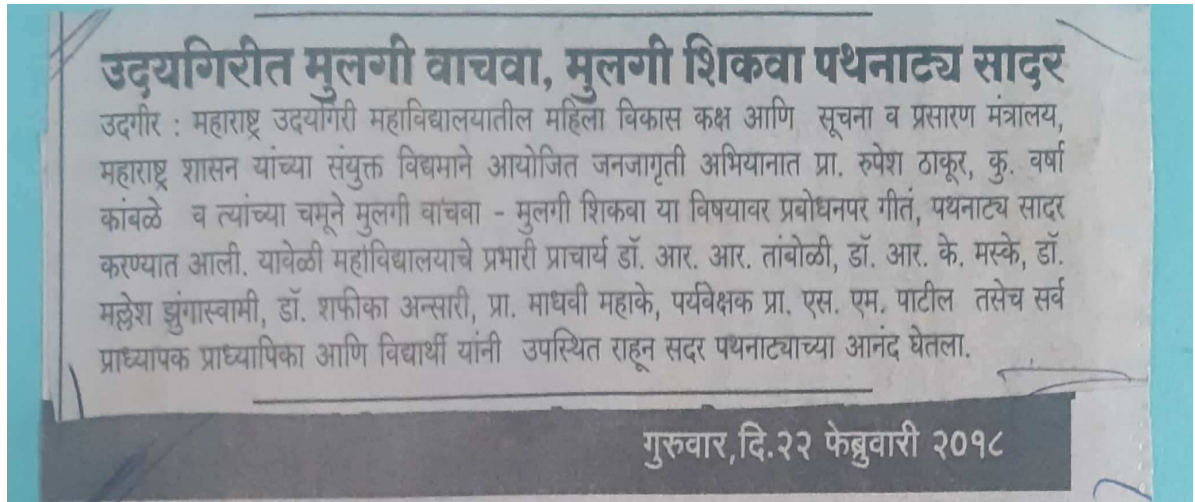 उदयगिरीत मुलगी वाचवा, मुलगी शिकवा पथनाट्य सादर
उदगीर : महाराष्ट्र उदयगिरी महाविद्यालयातील महिला विकास कक्ष आणि सूचना व प्रसारण मंत्रालय,
महाराष्ट्र शासन यांच्या संयुक्त विद्यमाने आयोजित जनजागृती अभियानात प्रा. रुपेश ठाकूर, कु. वर्षा
कांबळे व त्यांच्या चमूने मुलगी वाचवा - मुलगी शिकवा या विषयावर प्रबोधनपर गीतं, पथनाट्य सादर
करण्यात आली. यावेळी महाविद्यालयाचे प्रभारी प्राचार्य डॉ. आर. आर. तांबोळी, डॉ. आर. के. मस्के, डॉ.
मल्लेश झुंगास्वामी, डॉ. शफीका अन्सारी, प्रा. माधवी महाके, पर्यवेक्षक प्रा. एस. एम. पाटील तसेच सर्व
प्राध्यापक प्राध्यापिका आणि विद्यार्थी यांनी उपस्थित राहून सदर पथनाट्याच्या आनंद घेतला.
गुरुवार,दि.२२ फेब्रुवारी २०१८